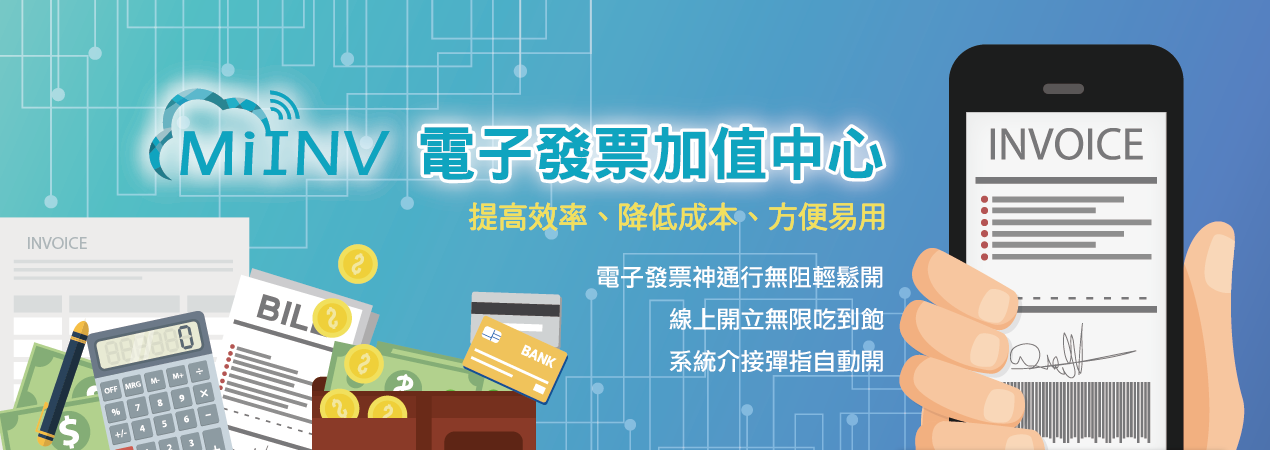 MiINV 電子發票加值中心
提高效率、降低成本、方便易用
電子發票神通行無阻輕鬆開
線上開立無限吃到飽
系統介接彈指自動開
INVOICE
INVOICE
BILL
BANK
0
OFF MRG M- M+ ÷
% 7 8 9 ×
+/- 4 5 6 −
1 2 3 +
$